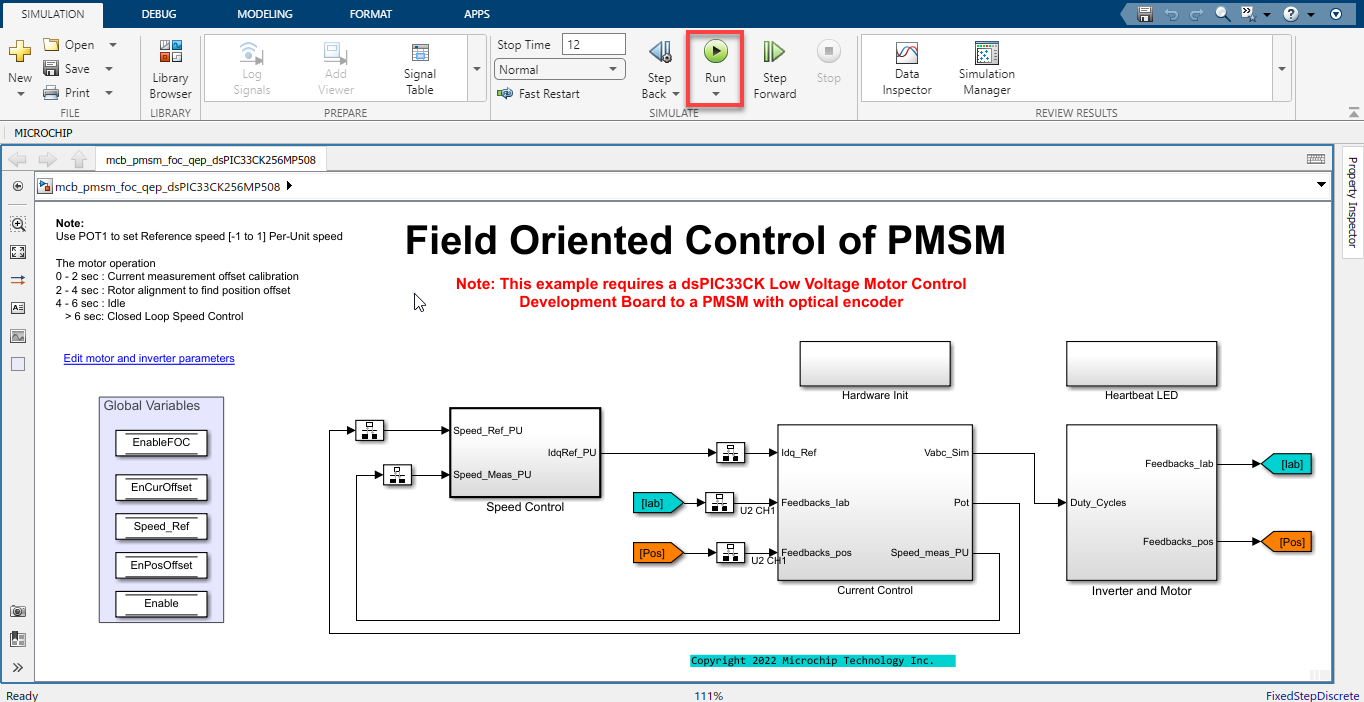 SIMULATION DEBUG MODELING FORMAT APPS
New
Open
Save
Print
FILE
Library
Browser
LIBRARY
Log
Signals
Add
Viewer
Signal
Table
PREPARE
Stop Time 12
Normal
Fast Restart
Step
Back
Run
Step
Forward
Stop
SIMULATE
Data
Inspector
Simulation
Manager
REVIEW RESULTS
MICROCHIP
mcb_pmsm_foc_qep_dsPIC33CK256MP508
mcb_pmsm_foc_qep_dsPIC33CK256MP508
Property Inspector
Note:
Use POT1 to set Reference speed [-1 to 1] Per-Unit speed
The motor operation
0 - 2 sec : Current measurement offset calibration
2 - 4 sec : Rotor alignment to find position offset
4 - 6 sec : Idle
> 6 sec: Closed Loop Speed Control
Edit motor and inverter parameters
Field Oriented Control of PMSM
Note: This example requires a dsPIC33CK Low Voltage Motor Control
Development Board to a PMSM with optical encoder
Hardware Init
Heartbeat LED
Global Variables
EnableFOC
EnCurOffset
Speed_Ref
EnPosOffset
Enable
Speed_Ref_PU
IdqRef_PU
Speed_Meas_PU
Speed Control
[Iab]
U2 CH1
[Pos]
U2 CH1
Idq_Ref
Vabc_Sim
Feedbacks_Iab
Pot
Feedbacks_pos
Speed_meas_PU
Current Control
Feedbacks_Iab
Duty_Cycles
Feedbacks_pos
Inverter and Motor
[Iab]
[Pos]
Copyright 2022 Microchip Technology Inc.
Ready
111%
FixedStepDiscrete